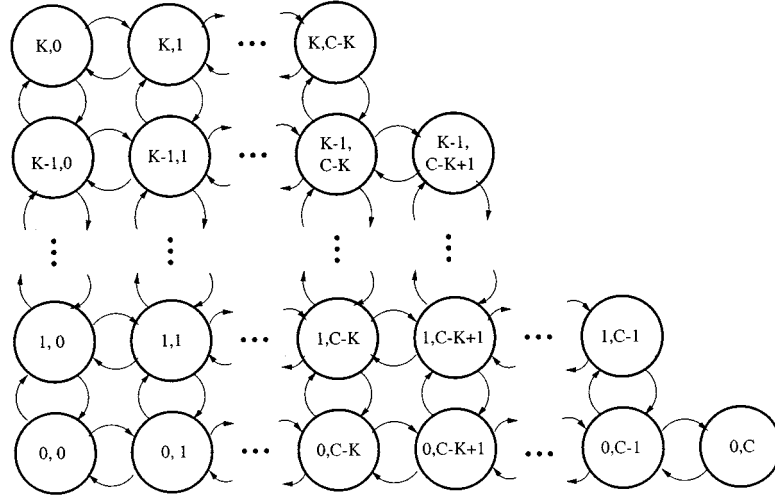 K,0 K,1 K,C-K
K-1,0 K-1,1 K-1, C-K K-1, C-K+1
1, 0 1,1 1,C-K 1,C-K+1 1,C-1
0, 0 0, 1 0,C-K 0,C-K+1 0,C-1 0,C